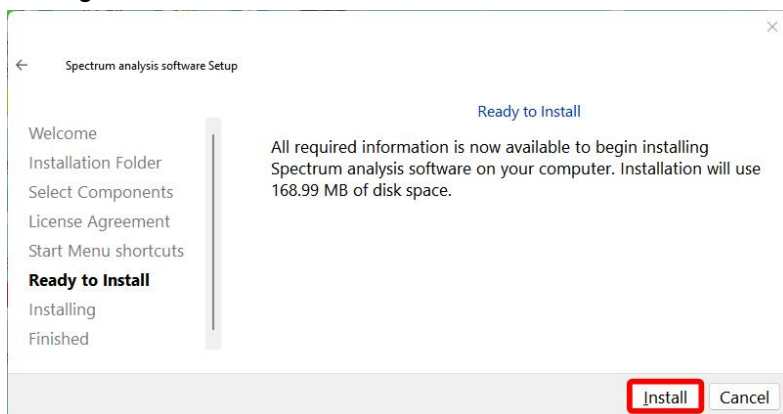 Spectrum analysis software Setup
Ready to Install
Welcome
Installation Folder
Select Components
License Agreement
Start Menu shortcuts
Ready to Install
Installing
Finished
All required information is now available to begin installing
Spectrum analysis software on your computer. Installation will use
168.99 MB of disk space.
Install
Cancel